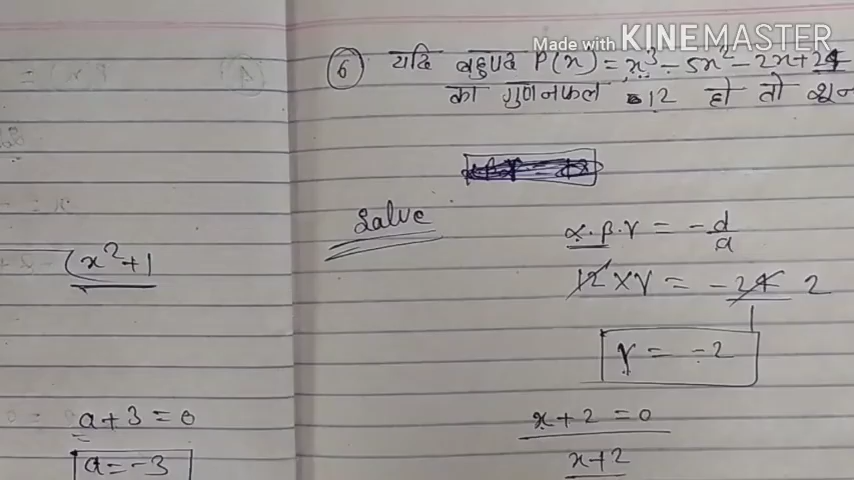 Made with KINEMASTER
(x²+1
a+3=0
a=-3
6 यदि बहुपद P(x) = x³-5x²-2x+24
का गुणनफल 12 हो तो शून
Salve
α.β.γ = -d/a
12×γ = -24 2
γ = -2
x+2=0
x+2